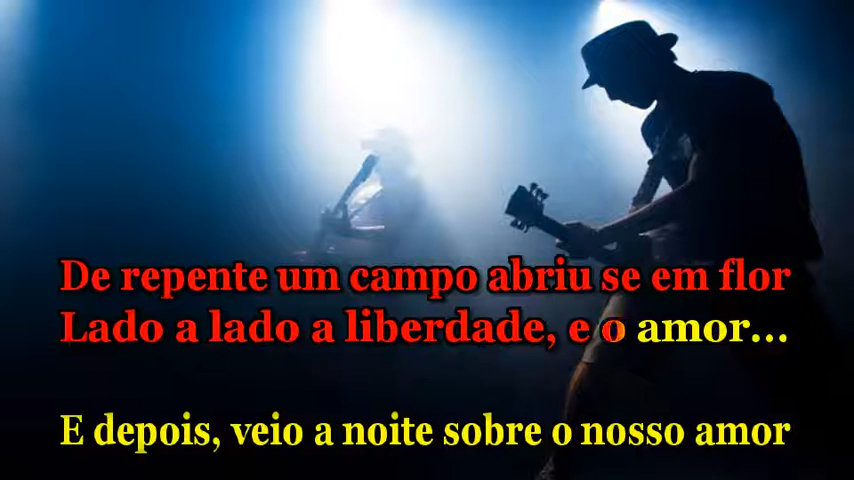 De repente um campo abriu se em flor
Lado a lado a liberdade, e o amor...
E depois, veio a noite sobre o nosso amor